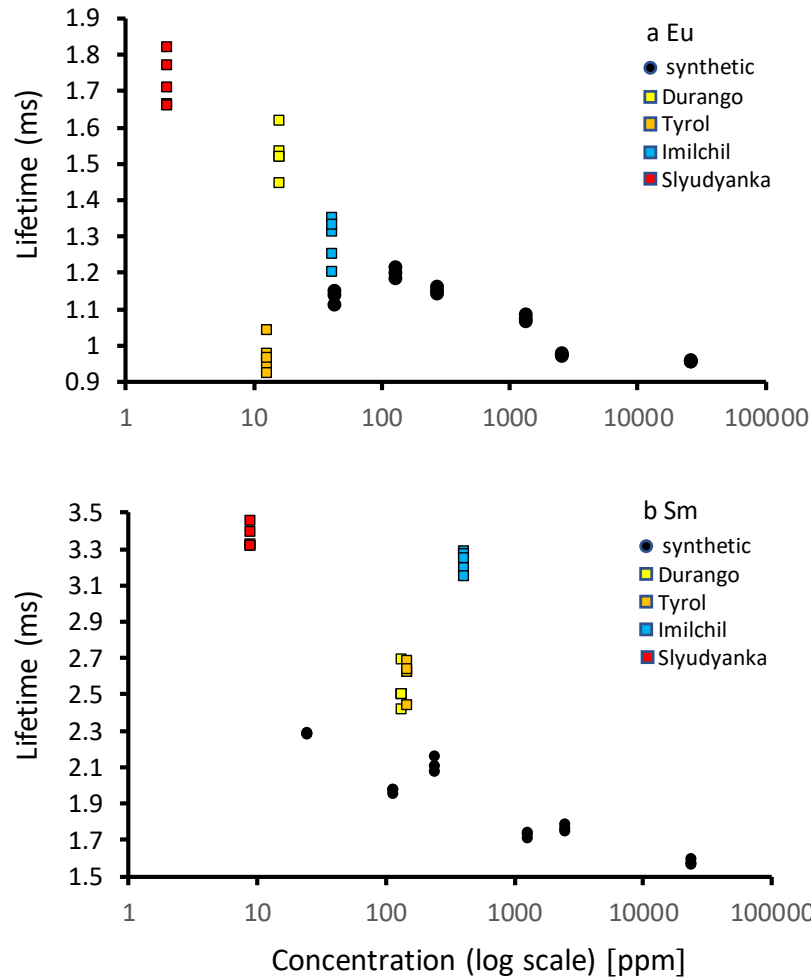 a Eu
synthetic
Durango
Tyrol
Imilchil
Slyudyanka
Lifetime (ms)
1.9
1.8
1.7
1.6
1.5
1.4
1.3
1.2
1.1
1
0.9
1 10 100 1000 10000 100000
b Sm
synthetic
Durango
Tyrol
Imilchil
Slyudyanka
Lifetime (ms)
3.5
3.3
3.1
2.9
2.7
2.5
2.3
2.1
1.9
1.7
1.5
1 10 100 1000 10000 100000
Concentration (log scale) [ppm]